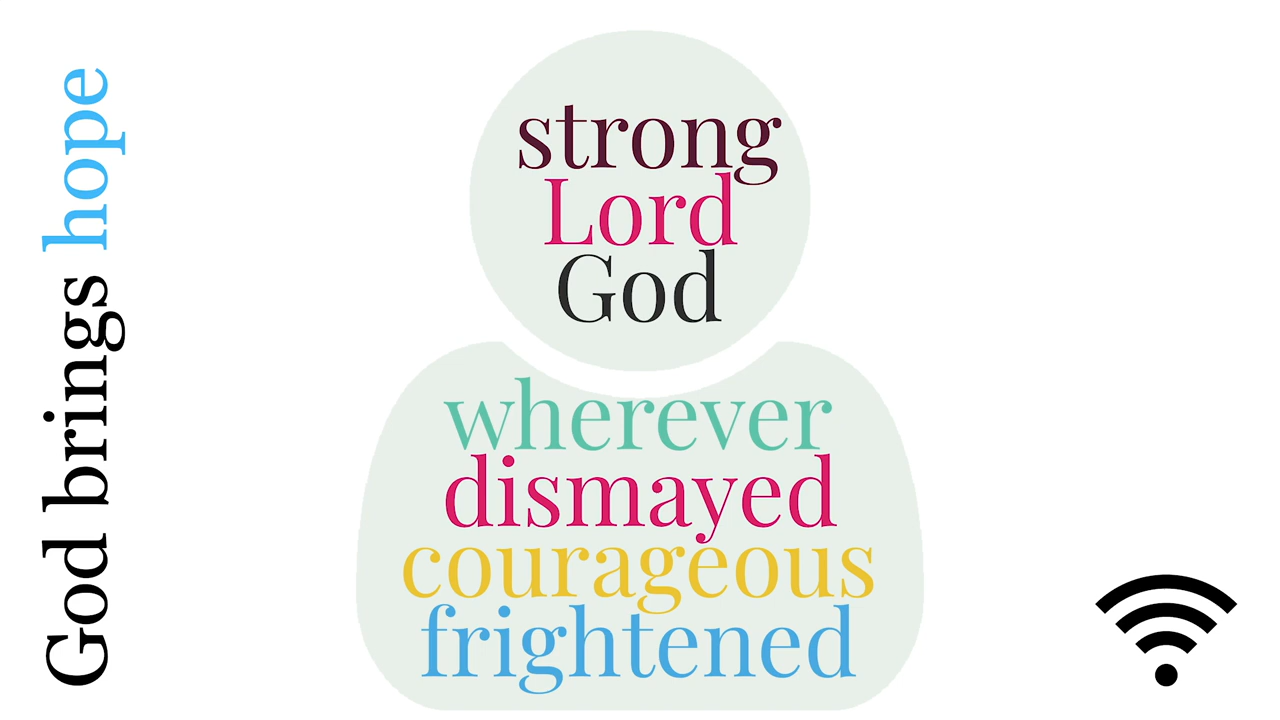 God brings hope
strong
Lord
God
wherever
dismayed
courageous
frightened